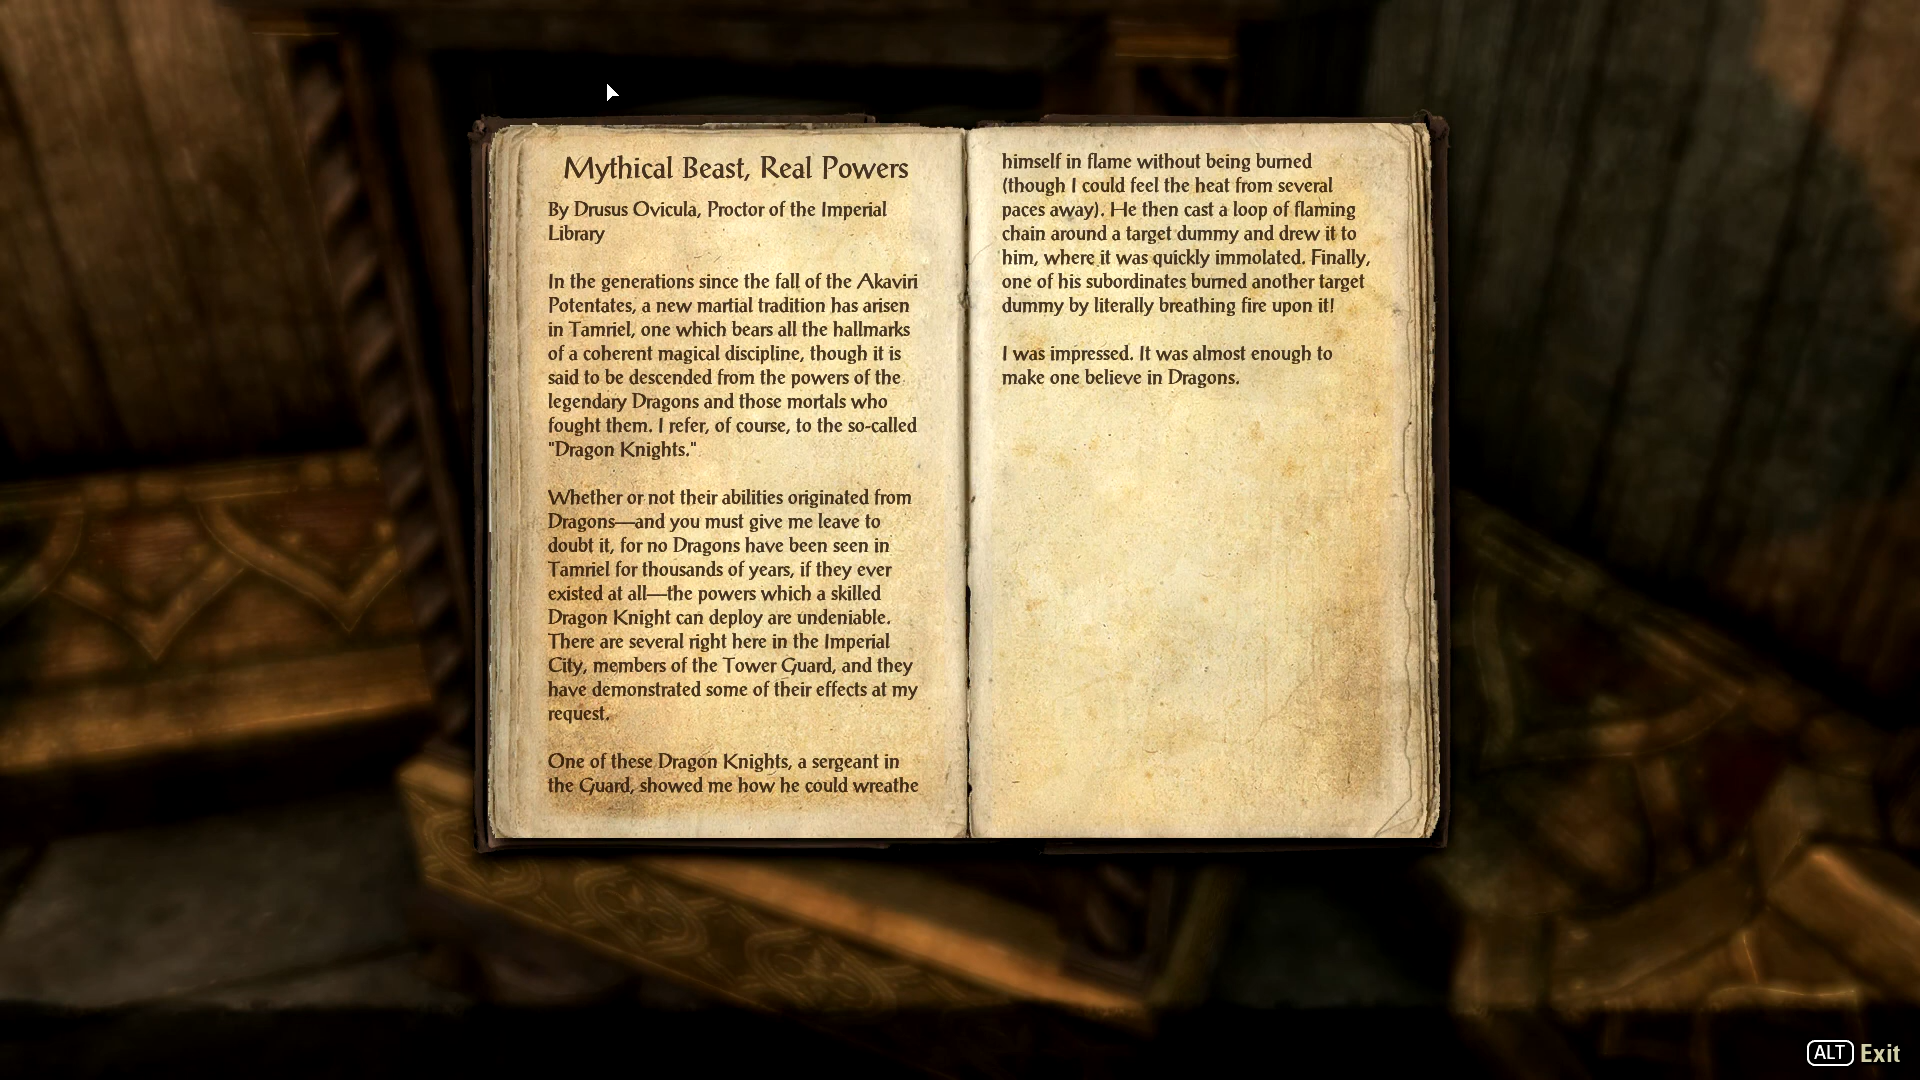 Mythical Beast, Real Powers
By Drusus Ovicula, Proctor of the Imperial
Library
In the generations since the fall of the Akaviri
Potentates, a new martial tradition has arisen
in Tamriel, one which bears all the hallmarks
of a coherent magical discipline, though it is
said to be descended from the powers of the
legendary Dragons and those mortals who
fought them. I refer, of course, to the so-called
"Dragon Knights."
Whether or not their abilities originated from
Dragons—and you must give me leave to
doubt it, for no Dragons have been seen in
Tamriel for thousands of years, if they ever
existed at all—the powers which a skilled
Dragon Knight can deploy are undeniable.
There are several right here in the Imperial
City, members of the Tower Guard, and they
have demonstrated some of their effects at my
request.
One of these Dragon Knights, a sergeant in
the Guard, showed me how he could wreathe
himself in flame without being burned
(though I could feel the heat from several
paces away). He then cast a loop of flaming
chain around a target dummy and drew it to
him, where it was quickly immolated. Finally,
one of his subordinates burned another target
dummy by literally breathing fire upon it!
I was impressed. It was almost enough to
make one believe in Dragons.
ALT Exit